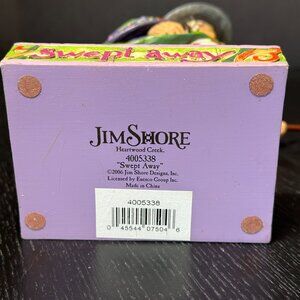 Swept Away
JIM SHORE
Heartwood Creek.
4005338
"Swept Away"
©2006 Jim Shore Designs, Inc.
Licensed by Enesco Group Inc.
Made in China
4005338
0 45544 07504 6